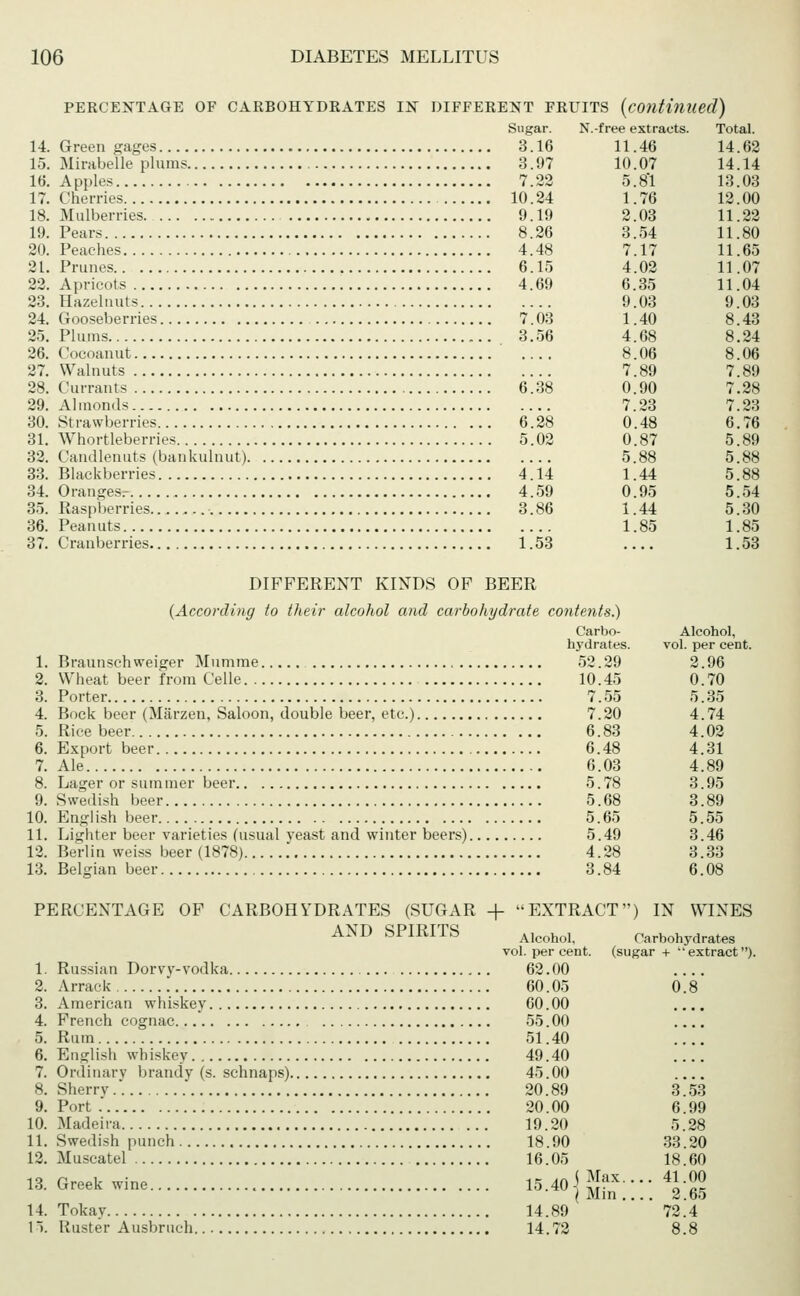 106 DIABETES MELLITUS
PERCENTAGE OF CARBOHYDRATES IN DIFFERENT FRUITS (continued)
Sugar. N.-free extracts. Total.
14. Green gages 3.16 11.46 14.62
15. Mirabelle plums 3.97 10.07 14.14
16. Apples 7.22 5.81 13.03
17. Cherries 10.24 1.76 12.00
18. Mulberries 9.19 2.03 11.22
19. Pears 8.26 3.54 11.80
20. Peaches 4.48 7.17 11.65
21. Prunes 6.15 4.02 11.07
22. Apricots 4.69 6.35 11.04
23. Hazelnuts .... 9.03 9.03
24. Gooseberries 7.03 1.40 8.43
25. Plums 3.56 4.68 8.24
26. Cocoanut .... 8.06 8.06
27. Walnuts .... 7.89 7.89
28. Currants 6.38 0.90 7.28
29. Almonds .... 7.23 7.23
30. Strawberries 6.28 0.48 6.76
31. Whortleberries 5.02 0.87 5.89
32. Candlenuts (bankulnut) .... 5.88 5.88
33. Blackberries 4.14 1.44 5.88
34. Oranges 4.59 0.95 5.54
35. Raspberries 3.86 1.44 5.30
36. Peanuts .... 1.85 1.85
37. Cranberries 1.53 .... 1.53
DIFFERENT KINDS OF BEER
(According to their alcohol and carbohydrate contents.)
Carbo- Alcohol,
hydrates. vol. per cent.
1. Braunschweiger Mumme 52.29 2.96
2. Wheat beer from Celle 10.45 0.70
3. Porter 7.55 5.35
4. Bock beer (Märzen, Saloon, double beer, etc.) 7.20 4.74
5. Rice beer 6.83 4.02
6. Export beer 6.48 4.31
7. Ale 6.03 4.89
8. Lager or summer beer 5.78 3.95
9. Swedish beer 5.68 3.89
10. English beer 5.65 5.55
11. Lighter beer varieties (usual yeast and winter beers) 5.49 3.46
12. Berlin weiss beer (1878) 4.28 3.33
13. Belgian beer 3.84 6.08
PERCENTAGE OF CARBOHYDRATES (SUGAR + "EXTRACT") IN WINES
AND SPIRITS
Alcohol, Carbohydrates
vol. per cent. (sugar + "extract").
1. Russian Dorvy-vodka 62.00 ....
2. Arrack 60.05 0.8
3. American whiskey 60.00 ....
4. French cognac 55.00 ....
5. Rum 51.40 ....
6. English whiskey 49.40 ....
7. Ordinary brandy (s. schnaps) 45.00 ....
8. Sherry 20.89 3.53
9. Port 20.00 6.99
10. Madeira 19.20 5.28
11. Swedish punch 18.90 33.20
12. Muscatel 16.05 18.60
13. Greek wine 15.40 { Max.... 41.00
Min.... 2.65
14. Tokay 14.89 72.4
15. Ruster Ausbruch 14.72 8.8